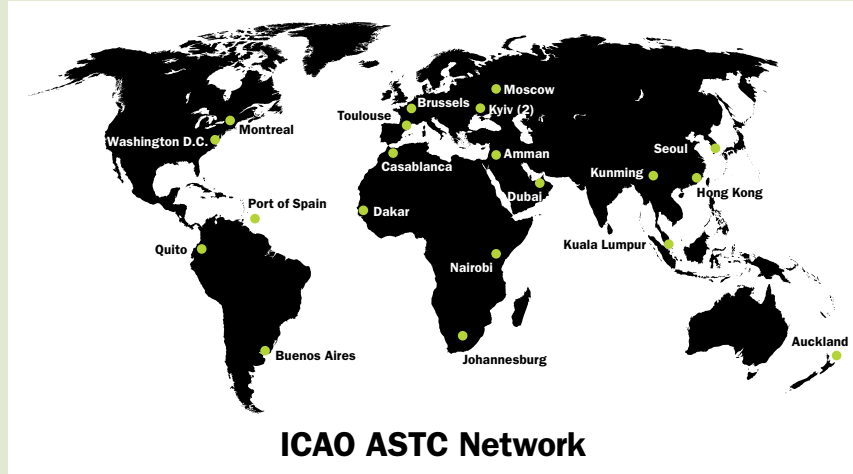 Moscow
Brussels
Kyiv (2)
Toulouse
Montreal
Washington D.C.
Seoul
Amman
Casablanca
Kunming
Dubai
Hong Kong
Port of Spain
Dakar
Quito
Kuala Lumpur
Nairobi
Auckland
Buenos Aires
Johannesburg
ICAO ASTC Network